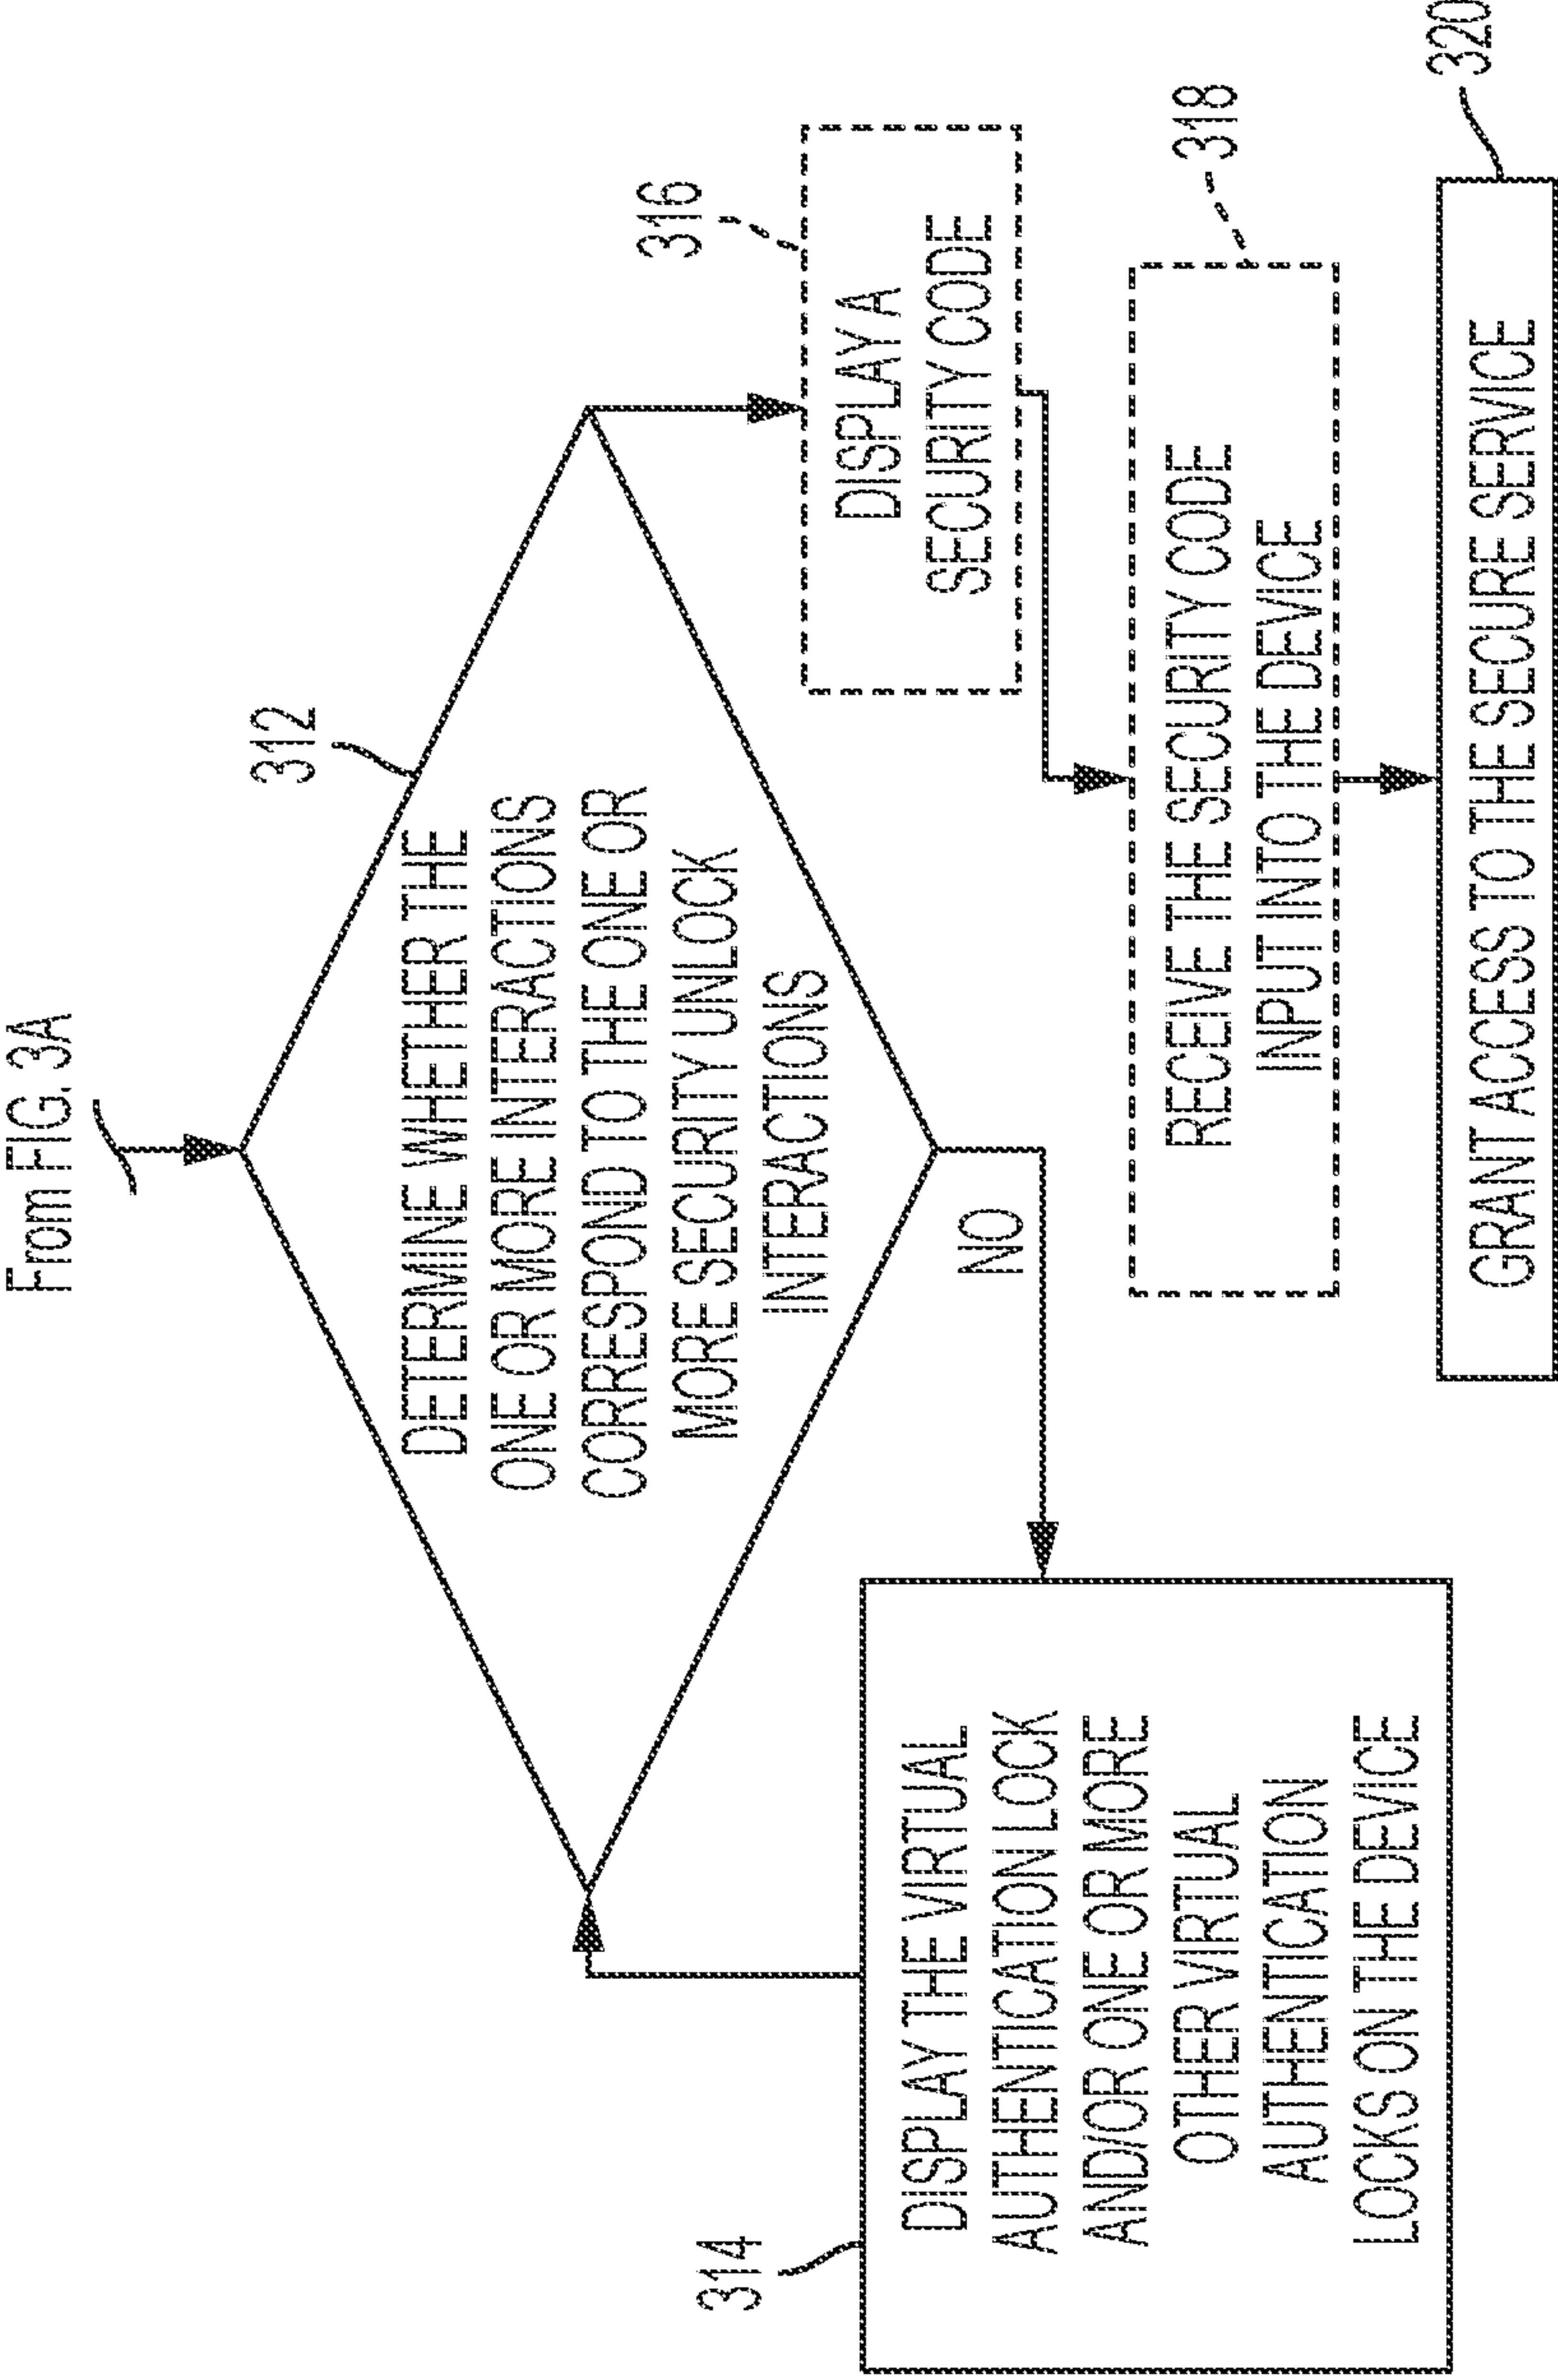 From FIG. 3A
312
DETERMINE WHETHER THE
ONE OR MORE INTERACTIONS
CORRESPOND TO THE ONE OR
MORE SECURITY UNLOCK
INTERACTIONS
NO
314
DISPLAY THE VIRTUAL
AUTHENTICATION LOCK
AND/OR ONE OR MORE
OTHER VIRTUAL
AUTHENTICATION
LOCKS ON THE DEVICE
316
DISPLAY A
SECURITY CODE
318
RECEIVE THE SECURITY CODE
INPUT INTO THE DEVICE
320
GRANT ACCESS TO THE SECURE SERVICE